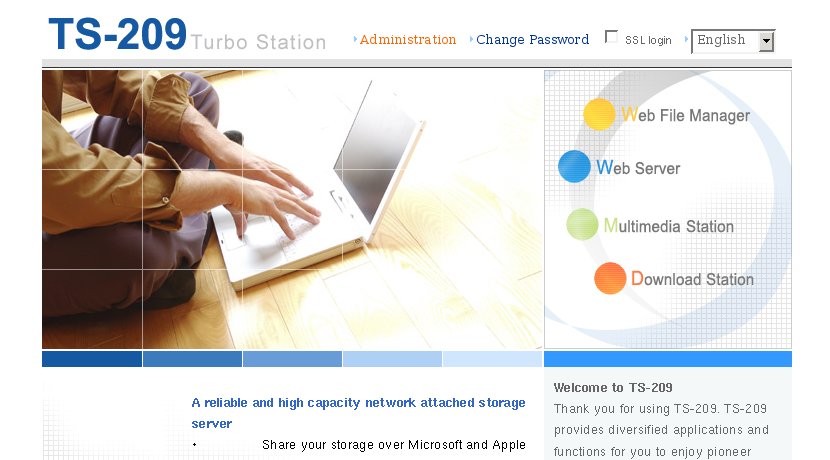 TS-209 Turbo Station
Administration Change Password SSL login English
Web File Manager
Web Server
Multimedia Station
Download Station
A reliable and high capacity network attached storage
server
• Share your storage over Microsoft and Apple
Welcome to TS-209
Thank you for using TS-209. TS-209
provides diversified applications and
functions for you to enjoy pioneer